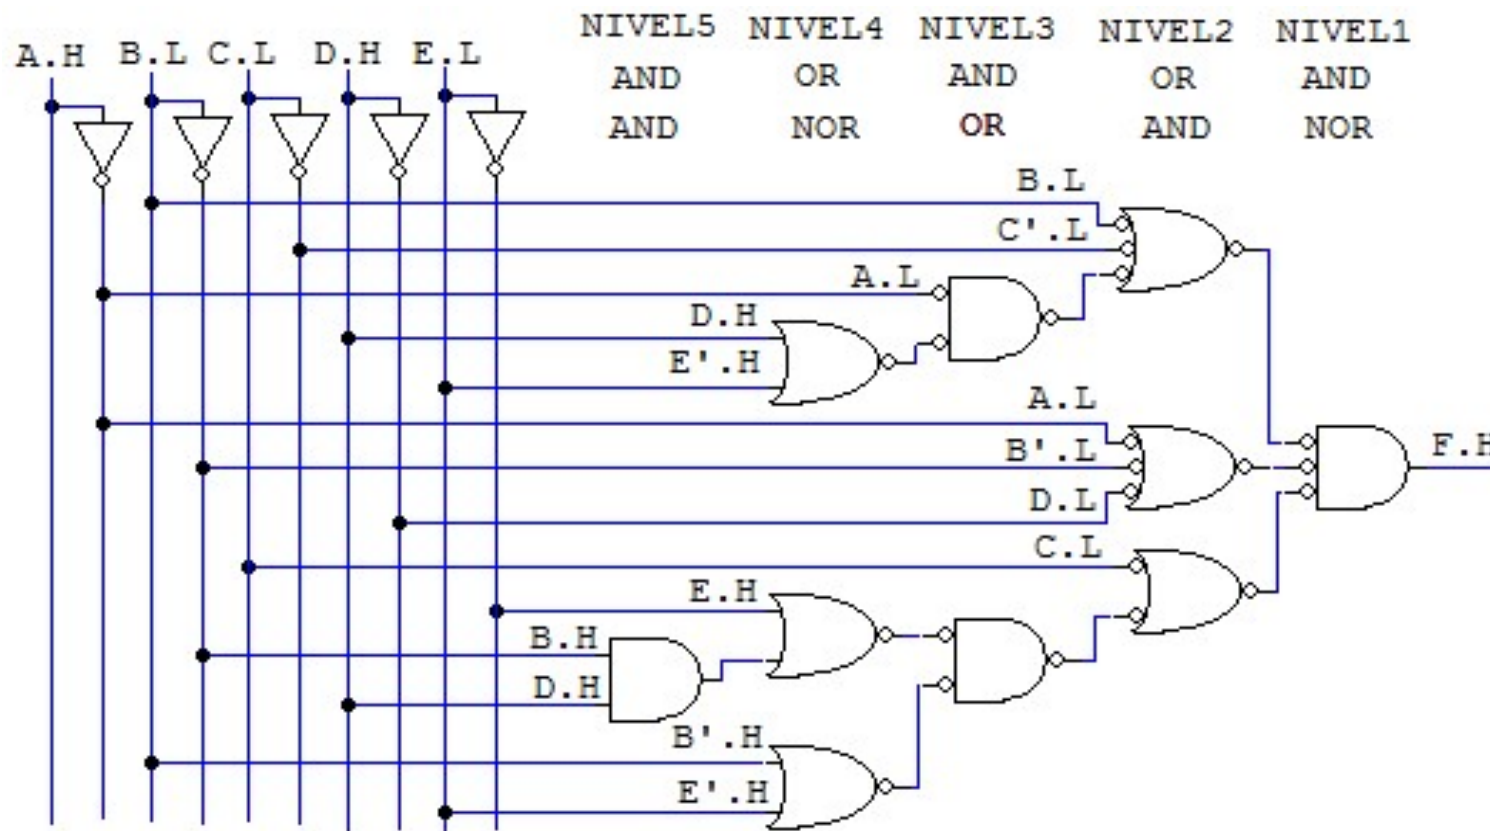 NIVEL5 NIVEL4 NIVEL3 NIVEL2 NIVEL1
A.H B.L C.L D.H E.L
AND OR AND OR AND
AND NOR OR AND NOR
B.L
C'.L
A.L
D.H
E'.H
A.L
B'.L
F.H
D.L
C.L
E.H
B.H
D.H
B'.H
E'.H